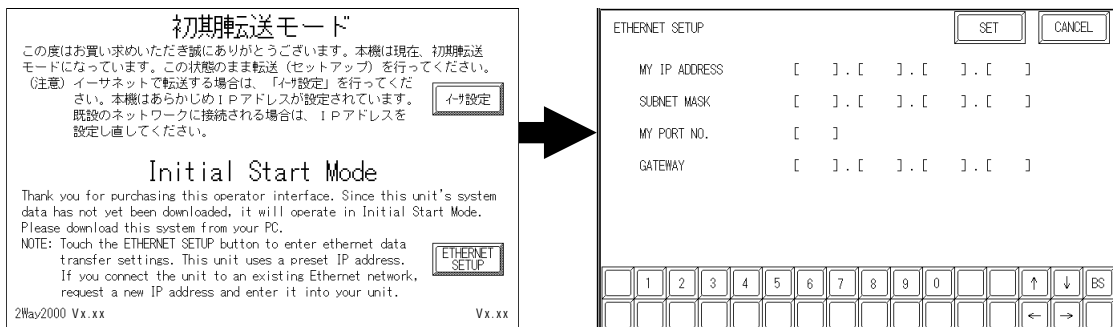 初期転送モード
この度はお買い求めいただき誠にありがとうございます。本機は現在、初期転送
モードになっています。この状態のまま転送（セットアップ）を行ってください。
（注意）イーサネットで転送する場合は、「ｲｰｻ設定」を行ってくだ
さい。本機はあらかじめＩＰアドレスが設定されています。
既設のネットワークに接続される場合は、ＩＰアドレスを
設定し直してください。
ｲｰｻ設定
Initial Start Mode
Thank you for purchasing this operator interface. Since this unit's system
data has not yet been downloaded, it will operate in Initial Start Mode.
Please download this system from your PC.
NOTE: Touch the ETHERNET SETUP button to enter ethernet data
transfer settings. This unit uses a preset IP address.
If you connect the unit to an existing Ethernet network,
request a new IP address and enter it into your unit.
ETHERNET
SETUP
2Way2000 Vx.xx Vx.xx
ETHERNET SETUP SET CANCEL
MY IP ADDRESS [ ].[ ].[ ].[ ]
SUBNET MASK [ ].[ ].[ ].[ ]
MY PORT NO. [ ]
GATEWAY [ ].[ ].[ ].[ ]
1 2 3 4 5 6 7 8 9 0 ↑ ↓ BS
← →